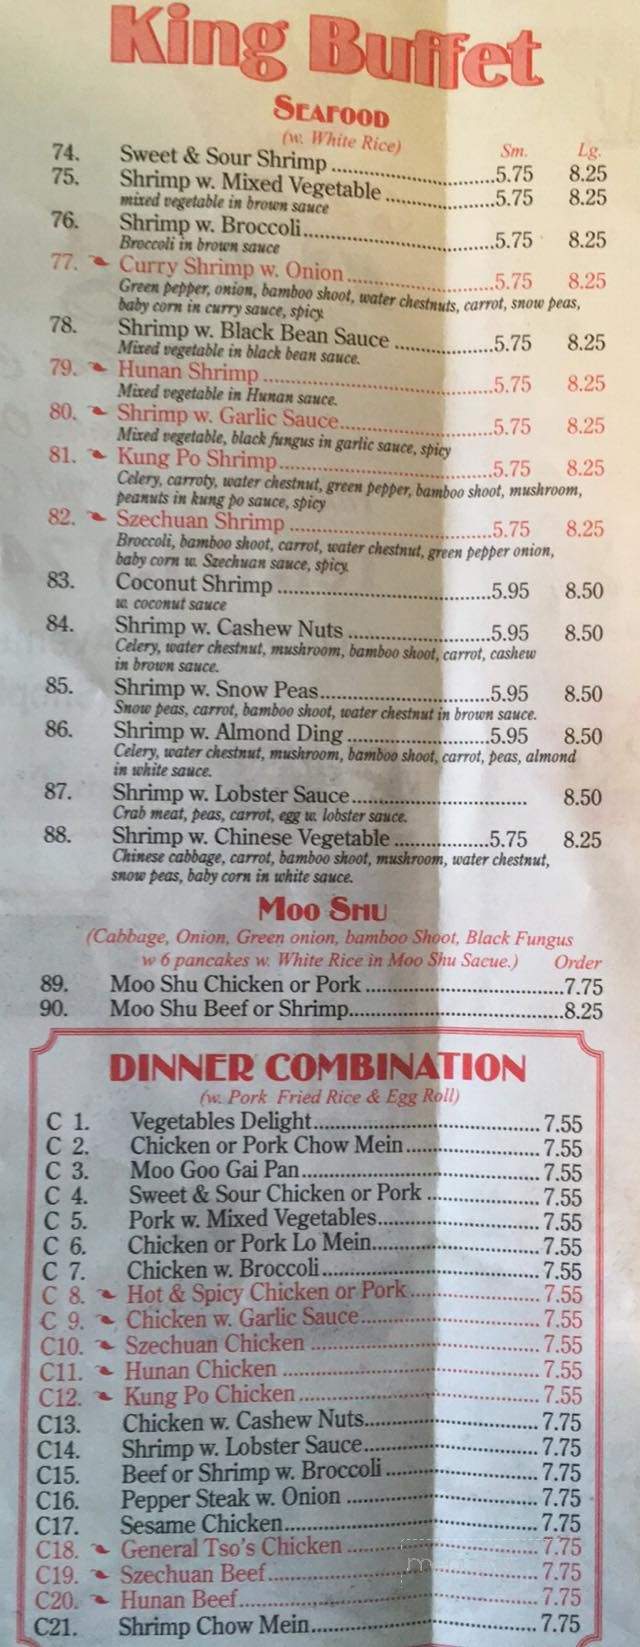 King Buffet
SEAFOOD
(w. White Rice)
Sm. Lg.
74. Sweet & Sour Shrimp 5.75 8.25
75. Shrimp w. Mixed Vegetable 5.75 8.25
mixed vegetable in brown sauce
76. Shrimp w. Broccoli 5.75 8.25
Broccoli in brown sauce
77. Curry Shrimp w. Onion 5.75 8.25
Green pepper, onion, bamboo shoot, water chestnuts, carrot, snow peas,
baby corn in curry sauce, spicy.
78. Shrimp w. Black Bean Sauce 5.75 8.25
Mixed vegetable in black bean sauce.
79. Hunan Shrimp 5.75 8.25
Mixed vegetable in Hunan sauce.
80. Shrimp w. Garlic Sauce 5.75 8.25
Mixed vegetable, black fungus in garlic sauce, spicy
81. Kung Po Shrimp 5.75 8.25
Celery, carroty, water chestnut, green pepper, bamboo shoot, mushroom,
peanuts in kung po sauce, spicy
82. Szechuan Shrimp 5.75 8.25
Broccoli, bamboo shoot, carrot, water chestnut, green pepper onion,
baby corn w. Szechuan sauce, spicy.
83. Coconut Shrimp 5.95 8.50
w. coconut sauce
84. Shrimp w. Cashew Nuts 5.95 8.50
Celery, water chestnut, mushroom, bamboo shoot, carrot, cashew
in brown sauce.
85. Shrimp w. Snow Peas 5.95 8.50
Snow peas, carrot, bamboo shoot, water chestnut in brown sauce.
86. Shrimp w. Almond Ding 5.95 8.50
Celery, water chestnut, mushroom, bamboo shoot, carrot, peas, almond
in white sauce.
87. Shrimp w. Lobster Sauce 8.50
Crab meat, peas, carrot, egg w. lobster sauce.
88. Shrimp w. Chinese Vegetable 5.75 8.25
Chinese cabbage, carrot, bamboo shoot, mushroom, water chestnut,
snow peas, baby corn in white sauce.
MOO SHU
(Cabbage, Onion, Green onion, bamboo Shoot, Black Fungus
w 6 pancakes w. White Rice in Moo Shu Sacue.) Order
89. Moo Shu Chicken or Pork 7.75
90. Moo Shu Beef or Shrimp 8.25
DINNER COMBINATION
(w. Pork Fried Rice & Egg Roll)
C 1. Vegetables Delight 7.55
C 2. Chicken or Pork Chow Mein 7.55
C 3. Moo Goo Gai Pan 7.55
C 4. Sweet & Sour Chicken or Pork 7.55
C 5. Pork w. Mixed Vegetables 7.55
C 6. Chicken or Pork Lo Mein 7.55
C 7. Chicken w. Broccoli 7.55
C 8. Hot & Spicy Chicken or Pork 7.55
C 9. Chicken w. Garlic Sauce 7.55
C10. Szechuan Chicken 7.55
C11. Hunan Chicken 7.55
C12. Kung Po Chicken 7.55
C13. Chicken w. Cashew Nuts 7.75
C14. Shrimp w. Lobster Sauce 7.75
C15. Beef or Shrimp w. Broccoli 7.75
C16. Pepper Steak w. Onion 7.75
C17. Sesame Chicken 7.75
C18. General Tso's Chicken 7.75
C19. Szechuan Beef 7.75
C20. Hunan Beef 7.75
C21. Shrimp Chow Mein 7.75